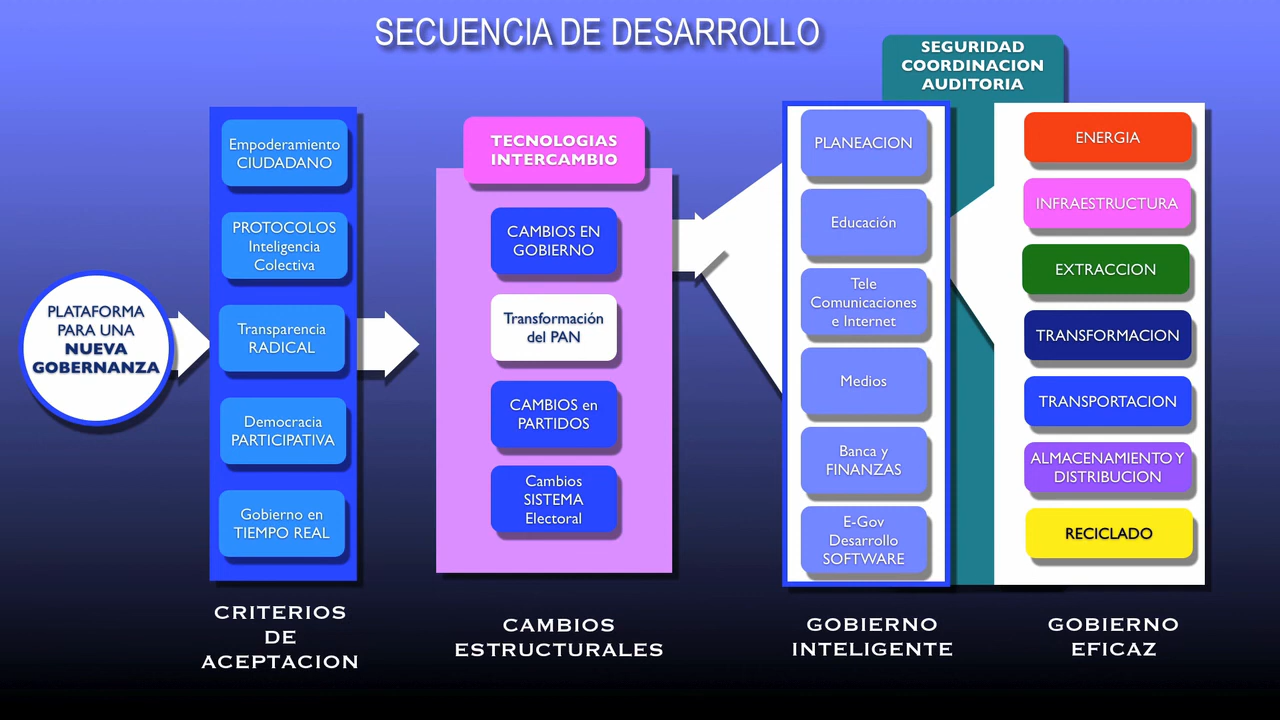 SECUENCIA DE DESARROLLO
SEGURIDAD
COORDINACION
AUDITORIA
PLATAFORMA
PARA UNA
NUEVA
GOBERNANZA
Empoderamiento
CIUDADANO
PROTOCOLOS
Inteligencia
Colectiva
Transparencia
RADICAL
Democracia
PARTICIPATIVA
Gobierno en
TIEMPO REAL
CRITERIOS
DE
ACEPTACION
TECNOLOGIAS
INTERCAMBIO
CAMBIOS EN
GOBIERNO
Transformación
del PAN
CAMBIOS en
PARTIDOS
Cambios
SISTEMA
Electoral
CAMBIOS
ESTRUCTURALES
PLANEACION
Educación
Tele
Comunicaciones
e Internet
Medios
Banca y
FINANZAS
E-Gov
Desarrollo
SOFTWARE
GOBIERNO
INTELIGENTE
ENERGIA
INFRAESTRUCTURA
EXTRACCION
TRANSFORMACION
TRANSPORTACION
ALMACENAMIENTO Y
DISTRIBUCION
RECICLADO
GOBIERNO
EFICAZ